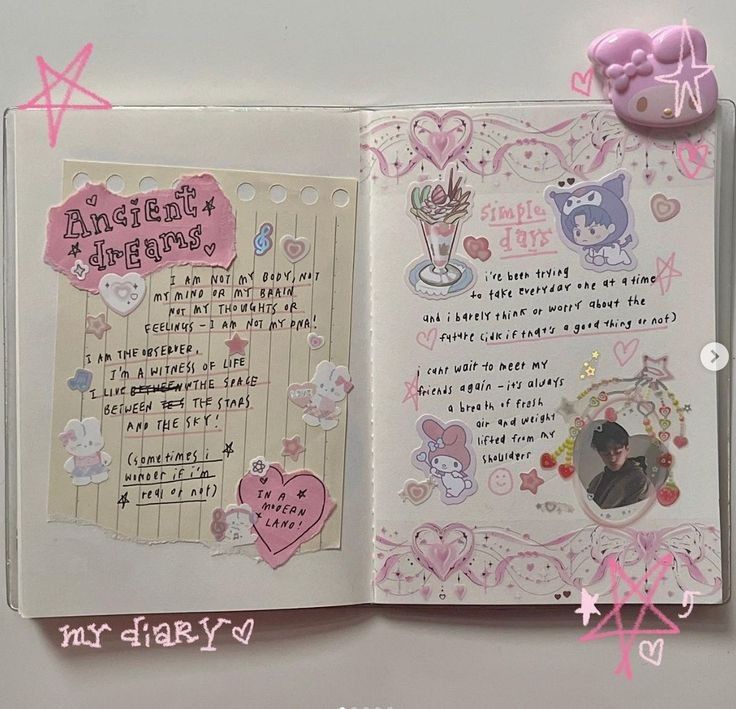 Ancient
dreams
I AM NOT MY BODY, NOT
MY MIND OR MY BRAIN
NOT MY THOUGHTS OR
FEELINGS - I AM NOT MY DNA!
I AM THE OBSERVER,
I'M A WITNESS OF LIFE
I LIVE BETWEEN IN THE SPACE
BETWEEN THE STARS
AND THE SKY!
(sometimes i
wonder if i'm
real or not)
IN A
MODERN
LAND!
simple
days
i've been trying
to take everyday one at a time
and i barely think or worry about the
future (idk if that's a good thing or not)
i cant wait to meet my
friends again - it's always
a breath of fresh
air and weight
lifted from my
shoulders
my diary